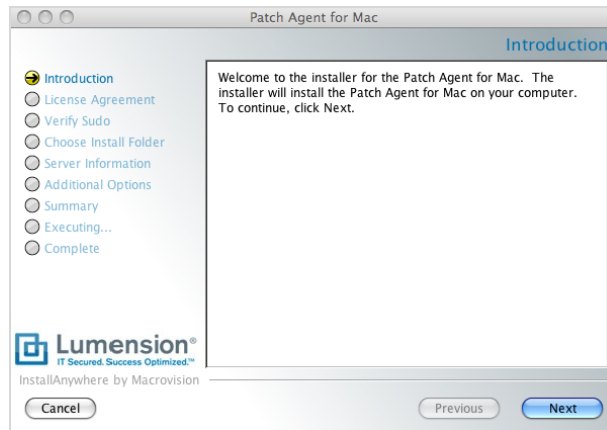 Patch Agent for Mac
Introduction
Introduction
License Agreement
Verify Sudo
Choose Install Folder
Server Information
Additional Options
Summary
Executing...
Complete
Welcome to the installer for the Patch Agent for Mac. The
installer will install the Patch Agent for Mac on your computer.
To continue, click Next.
Lumension®
IT Secured. Success Optimized.™
InstallAnywhere by Macrovision
Cancel
Previous
Next